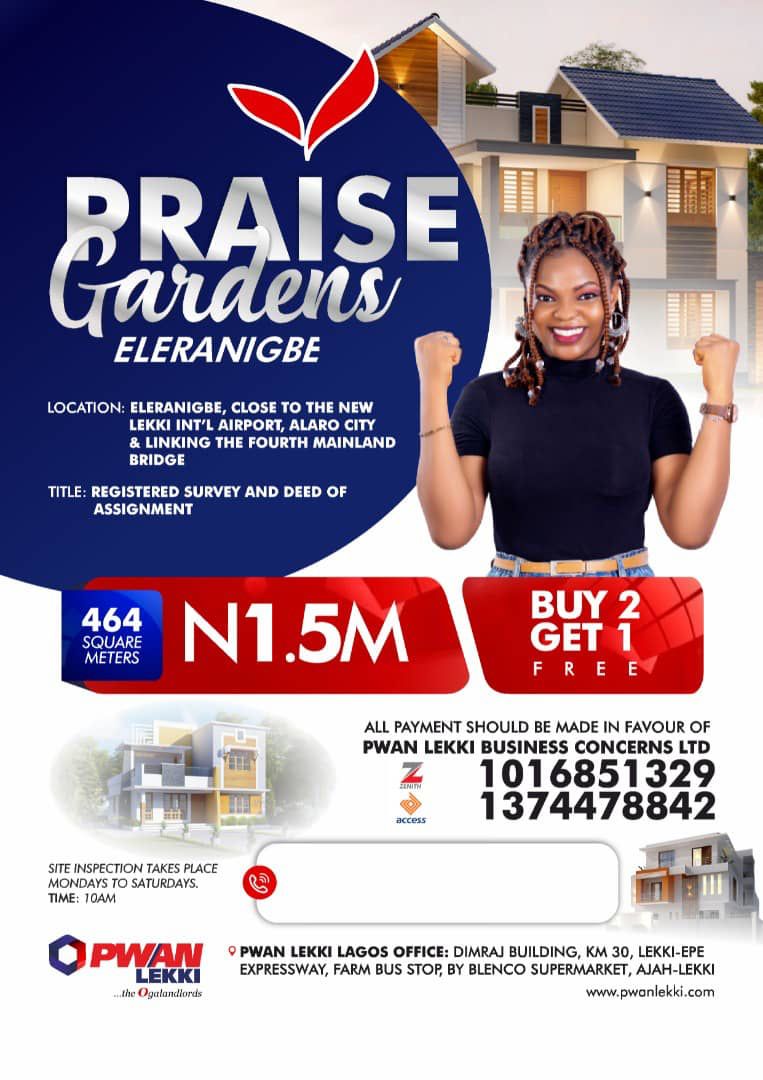 PRAISE
Gardens
ELERANIGBE
LOCATION: ELERANIGBE, CLOSE TO THE NEW
LEKKI INT'L AIRPORT, ALARO CITY
& LINKING THE FOURTH MAINLAND
BRIDGE
TITLE: REGISTERED SURVEY AND DEED OF
ASSIGNMENT
464
SQUARE
METERS
N1.5M
BUY 2
GET 1
FREE
ALL PAYMENT SHOULD BE MADE IN FAVOUR OF
PWAN LEKKI BUSINESS CONCERNS LTD
ZENITH
1016851329
access
1374478842
SITE INSPECTION TAKES PLACE
MONDAYS TO SATURDAYS.
TIME: 10AM
PWAN
LEKKI
...the Ogalandlords
PWAN LEKKI LAGOS OFFICE: DIMRAJ BUILDING, KM 30, LEKKI-EPE
EXPRESSWAY, FARM BUS STOP, BY BLENCO SUPERMARKET, AJAH-LEKKI
www.pwanlekki.com